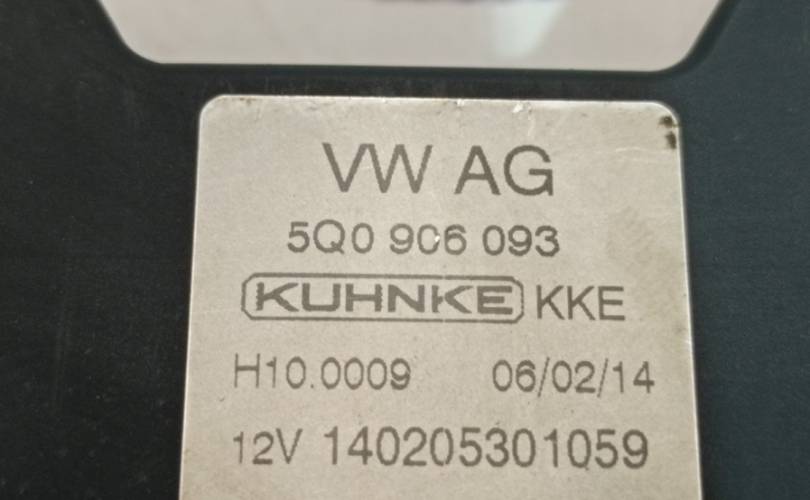 VW AG
5Q0 906 093
KUHNKE KKE
H10.0009 06/02/14
12V 140205301059